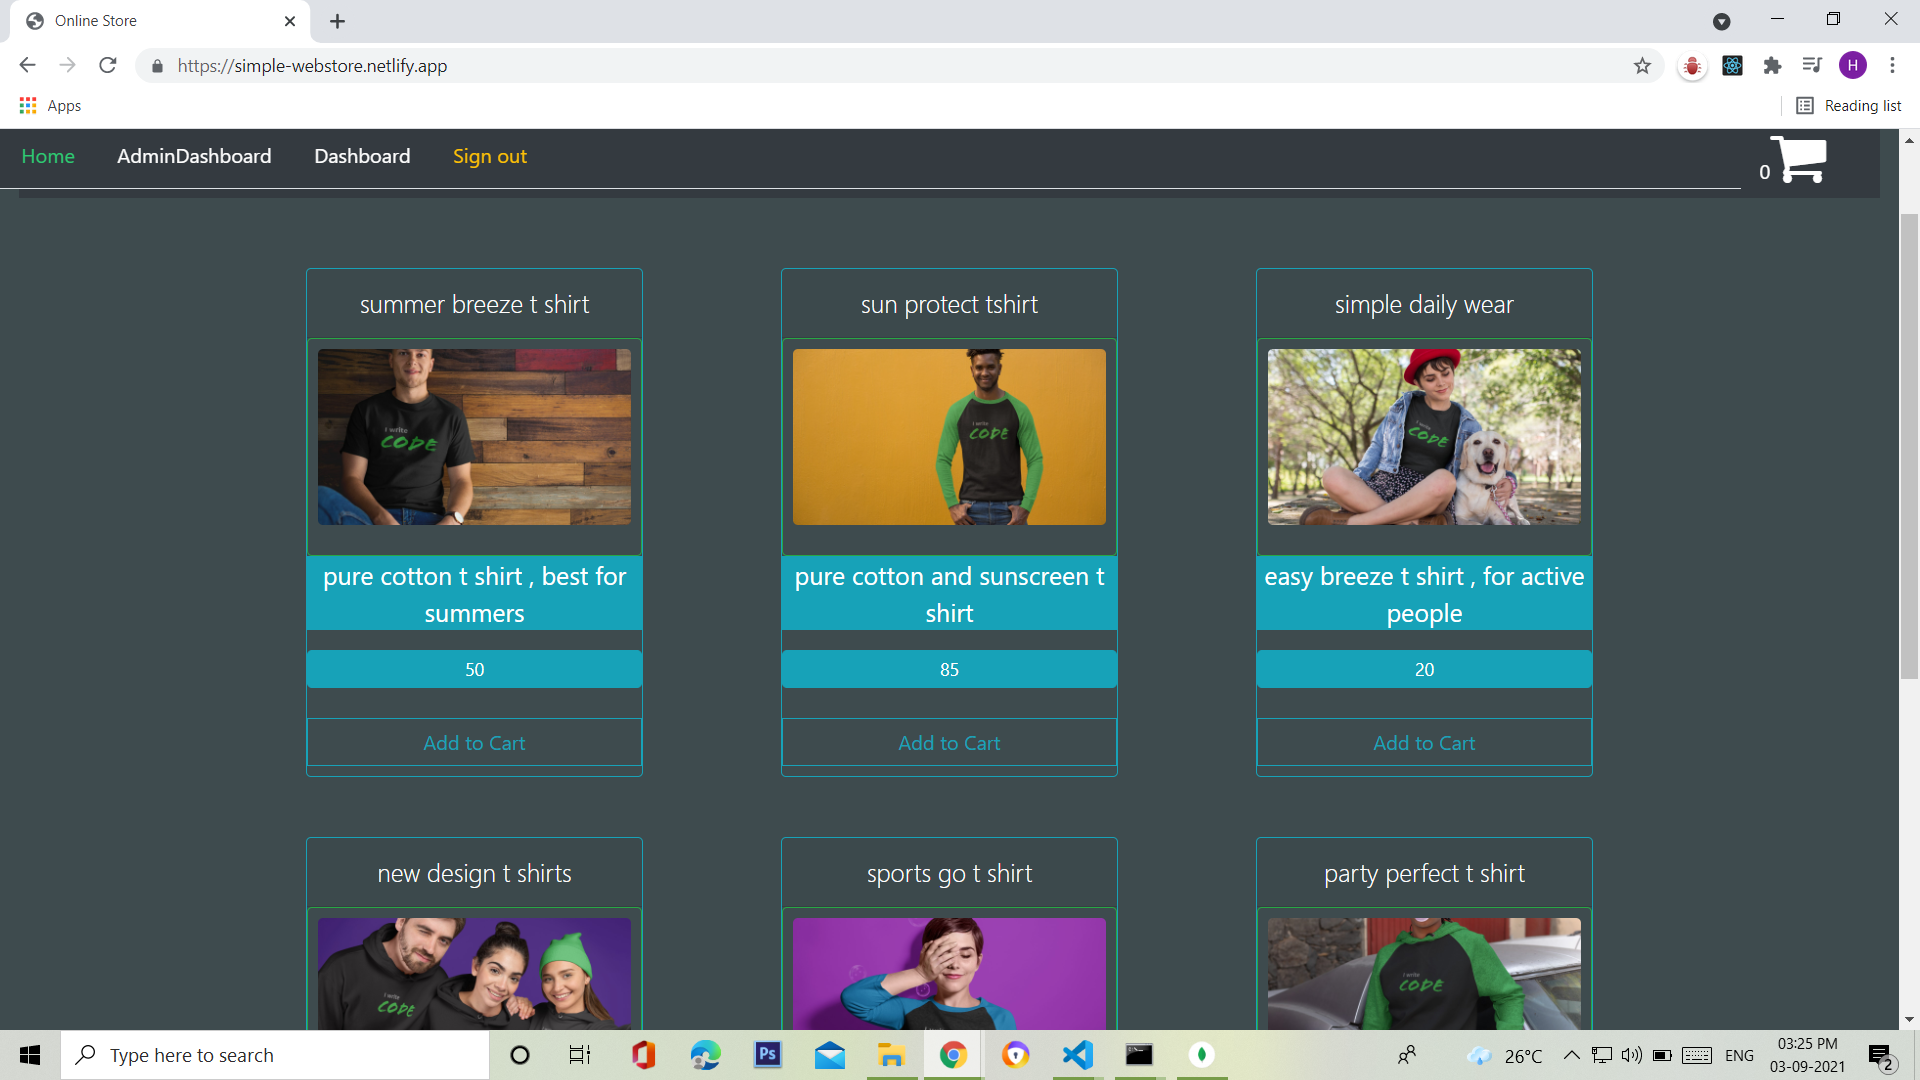 Online Store
https://simple-webstore.netlify.app
H
Apps
Reading list
Home AdminDashboard Dashboard Sign out
0
summer breeze t shirt
I write
CODE
pure cotton t shirt , best for
summers
50
Add to Cart
sun protect tshirt
I write
CODE
pure cotton and sunscreen t
shirt
85
Add to Cart
simple daily wear
I write
CODE
easy breeze t shirt , for active
people
20
Add to Cart
new design t shirts
I write
CODE
sports go t shirt
party perfect t shirt
I write
CODE
Type here to search
Ps
26°C
ENG
03:25 PM
03-09-2021
2